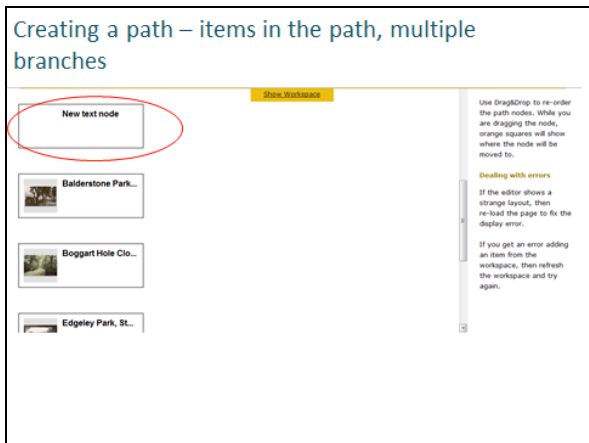 Creating a path – items in the path, multiple
branches
Show Workspace
New text node
Balderstone Park...
Boggart Hole Clo...
Edgeley Park, St...
Use Drag&Drop to re-order
the path nodes. While you
are dragging the node,
orange squares will show
where the node will be
moved to.
Dealing with errors
If the editor shows a
strange layout, then
re-load the page to fix the
display error.
If you get an error adding
an item from the
workspace, then refresh
the workspace and try
again.